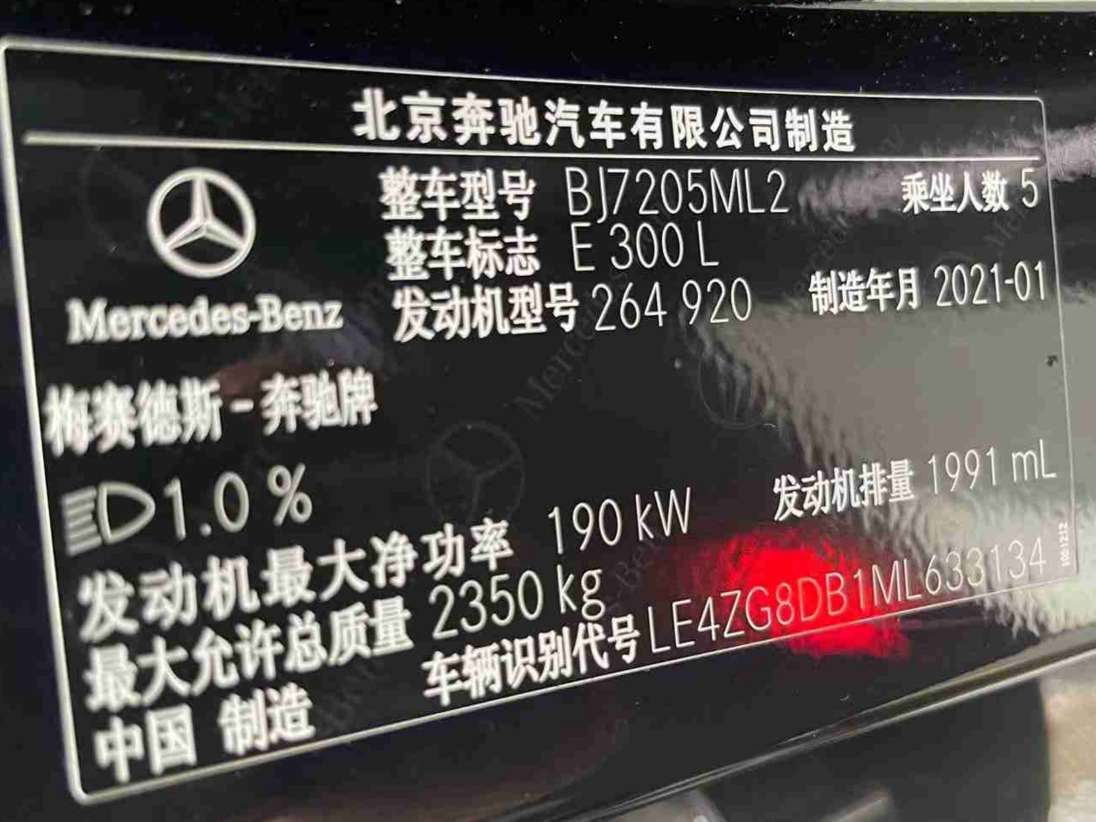 北京奔驰汽车有限公司制造
整车型号 BJ7205ML2 乘坐人数 5
整车标志 E 300 L
发动机型号 264 920 制造年月 2021-01
Mercedes-Benz
梅赛德斯-奔驰牌
1.0 %
发动机最大净功率 190 kW 发动机排量 1991 mL
最大允许总质量 2350 kg
车辆识别代号 LE4ZG8DB1ML633134
中国 制造